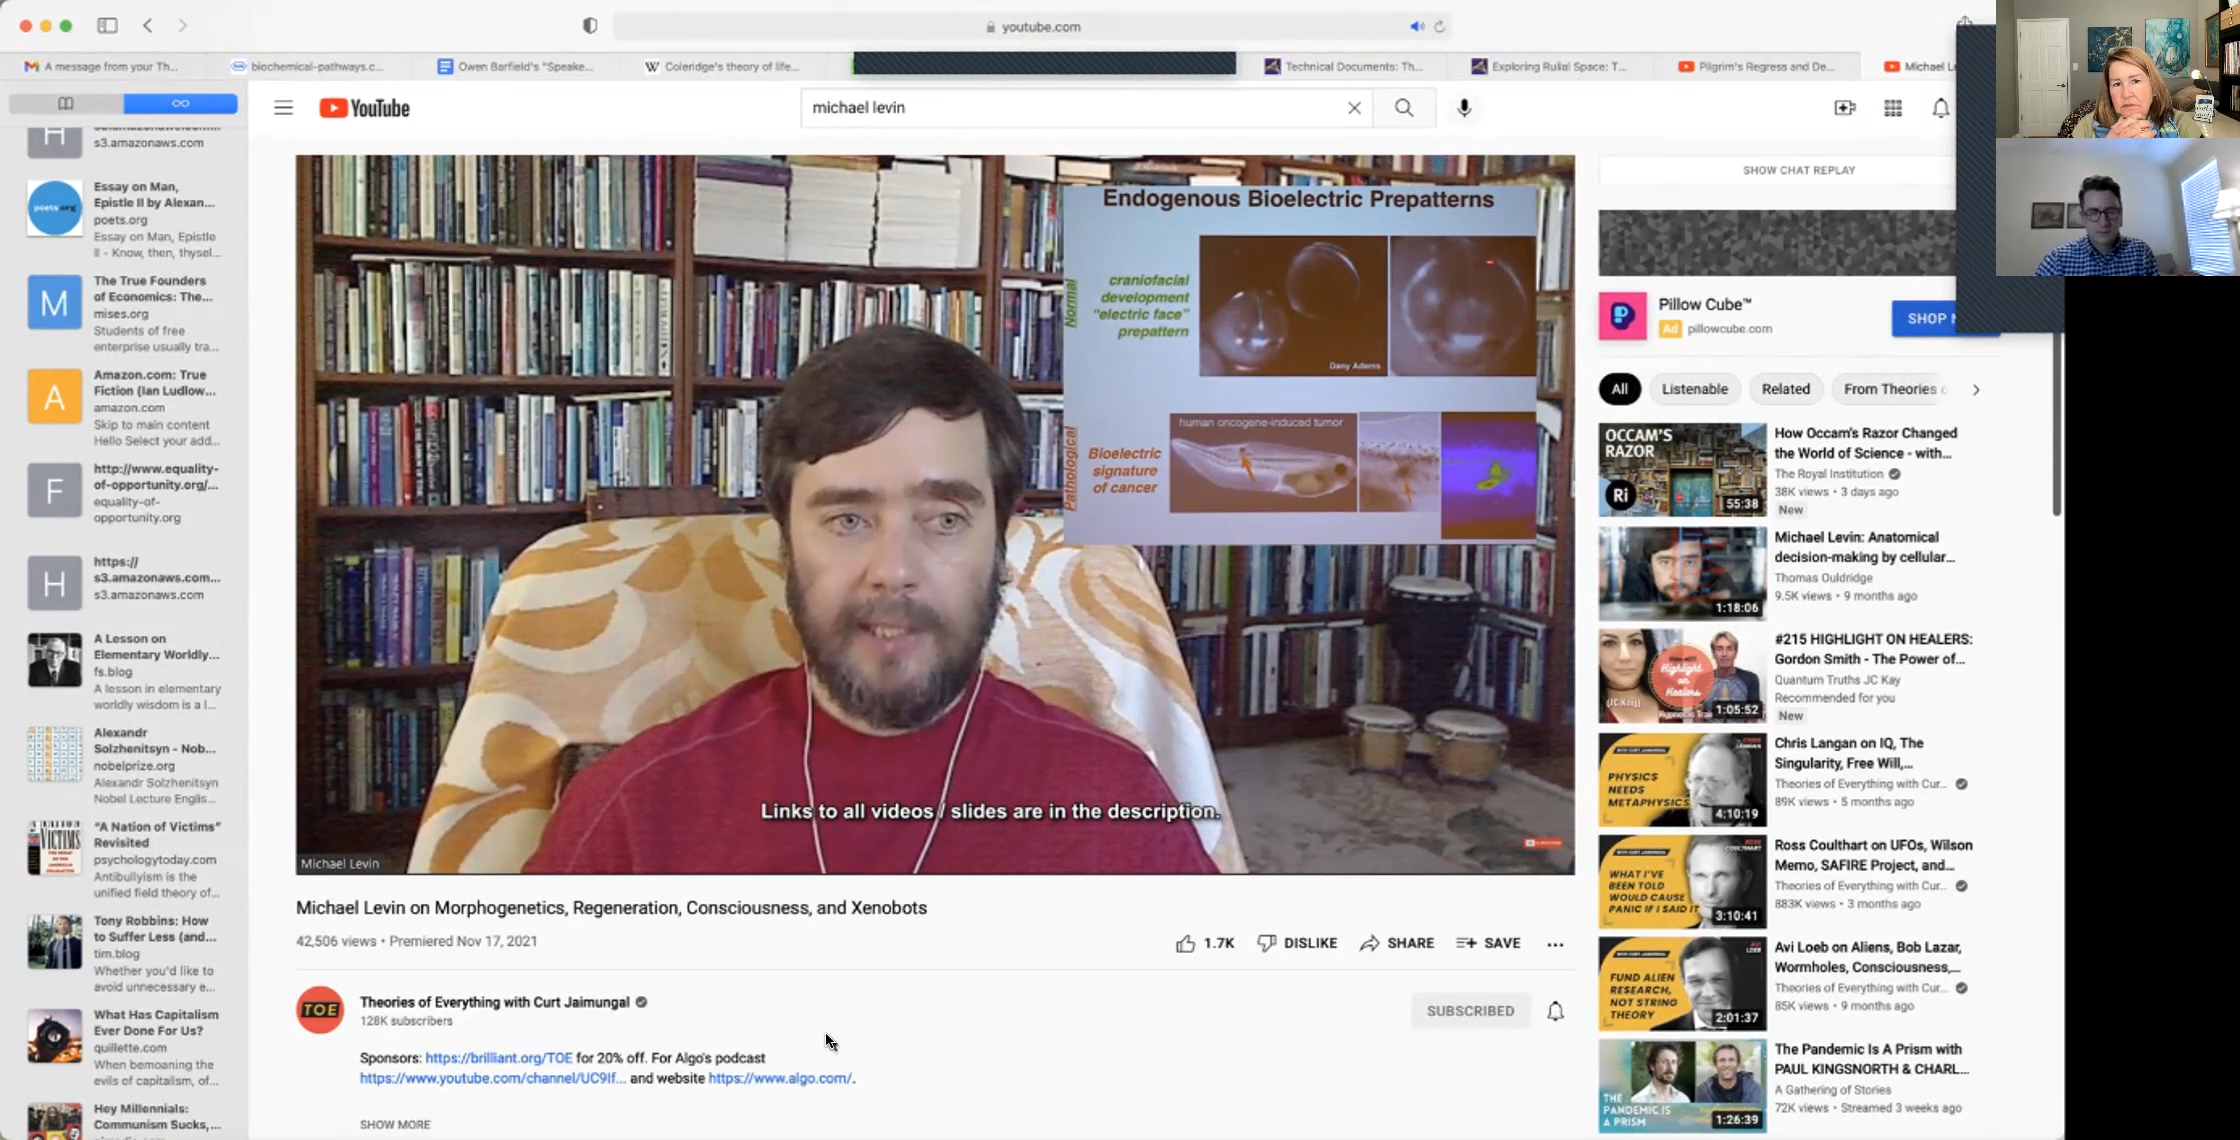 youtube.com
A message from your Th...
biochemical-pathways.c...
Owen Barfield's "Speake...
Coleridge's theory of life...
Technical Documents: Th...
Exploring Rulial Space: T...
Pilgrim's Regress and De...
Michael L
YouTube
michael levin
H
s3.amazonaws.com
poets.org
Essay on Man,
Epistle II by Alexan...
poets.org
Essay on Man, Epistle
II - Know, then, thysel...
M
The True Founders
of Economics: The...
mises.org
Students of free
enterprise usually tra...
A
Amazon.com: True
Fiction (Ian Ludlow...
amazon.com
Skip to main content
Hello Select your add...
F
http://www.equality-
of-opportunity.org/...
equality-of-
opportunity.org
H
https://
s3.amazonaws.com...
s3.amazonaws.com
A Lesson on
Elementary Worldly...
fs.blog
A lesson in elementary
worldly wisdom is a l...
Alexandr
Solzhenitsyn - Nob...
nobelprize.org
Alexandr Solzhenitsyn
Nobel Lecture Englis...
VICTIMS
"A Nation of Victims"
Revisited
psychologytoday.com
Antibullyism is the
unified field theory of...
Tony Robbins: How
to Suffer Less (and...
tim.blog
Whether you'd like to
avoid unnecessary e...
What Has Capitalism
Ever Done For Us?
quillette.com
When bemoaning the
evils of capitalism, of...
Hey Millennials:
Communism Sucks,...
Endogenous Bioelectric Prepatterns
Normal
craniofacial
development
"electric face"
prepattern
Dany Adams
Pathological
Bioelectric
signature
of cancer
human oncogene-induced tumor
Links to all videos / slides are in the description.
Michael Levin
Michael Levin on Morphogenetics, Regeneration, Consciousness, and Xenobots
42,506 views • Premiered Nov 17, 2021
1.7K
DISLIKE
SHARE
SAVE
TOE
Theories of Everything with Curt Jaimungal
128K subscribers
SUBSCRIBED
Sponsors: https://brilliant.org/TOE for 20% off. For Algo's podcast
https://www.youtube.com/channel/UC9If... and website https://www.algo.com/.
SHOW MORE
SHOW CHAT REPLAY
Pillow Cube™
Ad pillowcube.com
SHOP
All
Listenable
Related
From Theories
OCCAM'S
RAZOR
Ri
55:38
How Occam's Razor Changed
the World of Science - with...
The Royal Institution
38K views • 3 days ago
New
1:18:06
Michael Levin: Anatomical
decision-making by cellular...
Thomas Ouldridge
9.5K views • 9 months ago
Highlight
on
Healers
1:05:52
#215 HIGHLIGHT ON HEALERS:
Gordon Smith - The Power of...
Quantum Truths JC Kay
Recommended for you
New
PHYSICS
NEEDS
METAPHYSICS
4:10:19
Chris Langan on IQ, The
Singularity, Free Will,...
Theories of Everything with Cur...
89K views • 5 months ago
WHAT I'VE
BEEN TOLD
WOULD CAUSE
PANIC IF I SAID IT
3:10:41
Ross Coulthart on UFOs, Wilson
Memo, SAFIRE Project, and...
Theories of Everything with Cur...
883K views • 3 months ago
FUND ALIEN
RESEARCH,
NOT STRING
THEORY
2:01:37
Avi Loeb on Aliens, Bob Lazar,
Wormholes, Consciousness,...
Theories of Everything with Cur...
85K views • 9 months ago
THE
PANDEMIC IS
A PRISM
1:26:39
The Pandemic Is A Prism with
PAUL KINGSNORTH & CHARL...
A Gathering of Stories
72K views • Streamed 3 weeks ago